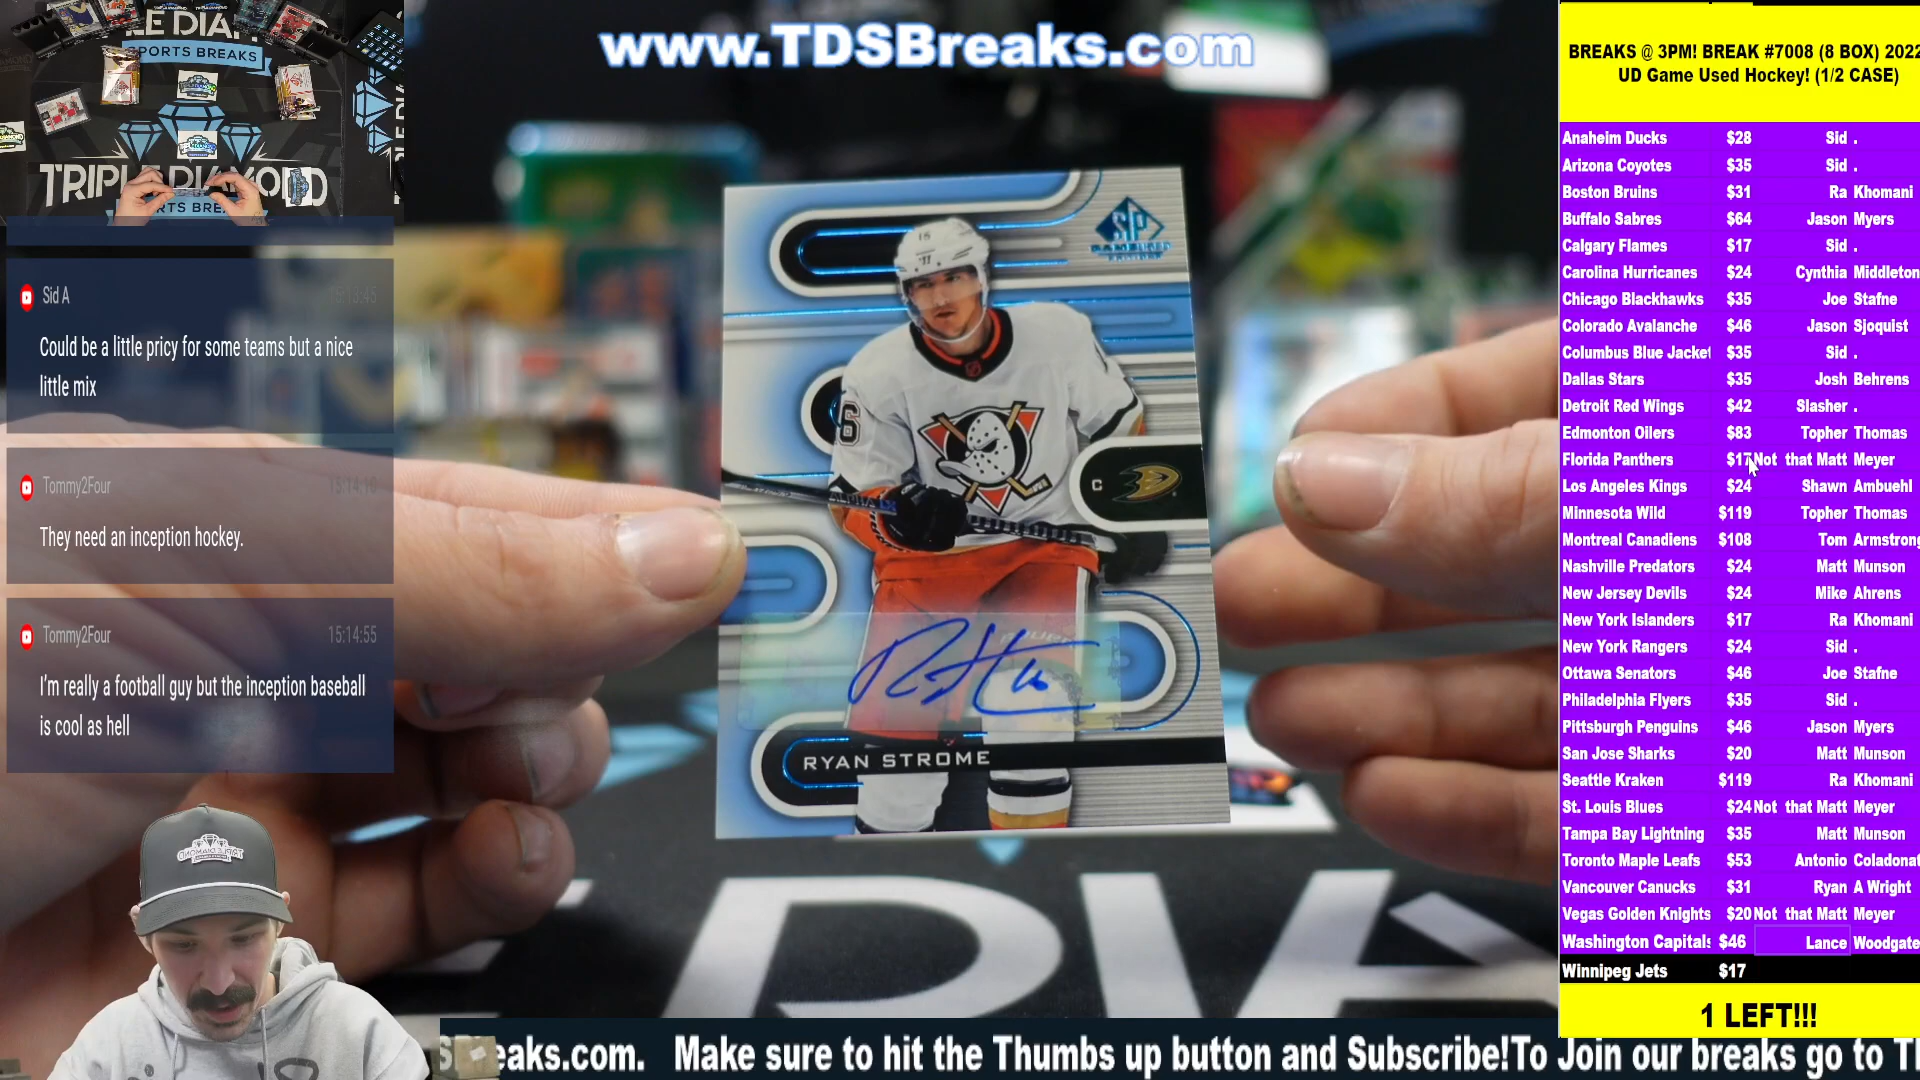 www.TDSBreaks.com
SPORTS BREAKS
Sid A 15:13:45
Could be a little pricy for some teams but a nice
little mix
Tommy2Four
They need an inception hockey.
Tommy2Four 15:14:55
I'm really a football guy but the inception baseball
is cool as hell
SP
GAME USED
EDITION
C
RYAN STROME
BREAKS @ 3PM! BREAK #7008 (8 BOX) 2022
UD Game Used Hockey! (1/2 CASE)
Anaheim Ducks $28 Sid .
Arizona Coyotes $35 Sid .
Boston Bruins $31 Ra Khomani
Buffalo Sabres $64 Jason Myers
Calgary Flames $17 Sid .
Carolina Hurricanes $24 Cynthia Middleton
Chicago Blackhawks $35 Joe Stafne
Colorado Avalanche $46 Jason Sjoquist
Columbus Blue Jacket $35 Sid .
Dallas Stars $35 Josh Behrens
Detroit Red Wings $42 Slasher .
Edmonton Oilers $83 Topher Thomas
Florida Panthers $17 Not that Matt Meyer
Los Angeles Kings $24 Shawn Ambuehl
Minnesota Wild $119 Topher Thomas
Montreal Canadiens $108 Tom Armstrong
Nashville Predators $24 Matt Munson
New Jersey Devils $24 Mike Ahrens
New York Islanders $17 Ra Khomani
New York Rangers $24 Sid .
Ottawa Senators $46 Joe Stafne
Philadelphia Flyers $35 Sid .
Pittsburgh Penguins $46 Jason Myers
San Jose Sharks $20 Matt Munson
Seattle Kraken $119 Ra Khomani
St. Louis Blues $24 Not that Matt Meyer
Tampa Bay Lightning $35 Matt Munson
Toronto Maple Leafs $53 Antonio Coladonat
Vancouver Canucks $31 Ryan A Wright
Vegas Golden Knights $20 Not that Matt Meyer
Washington Capitals $46 Lance Woodgate
Winnipeg Jets $17
1 LEFT!!!
eaks.com. Make sure to hit the Thumbs up button and Subscribe!To Join our breaks go to T